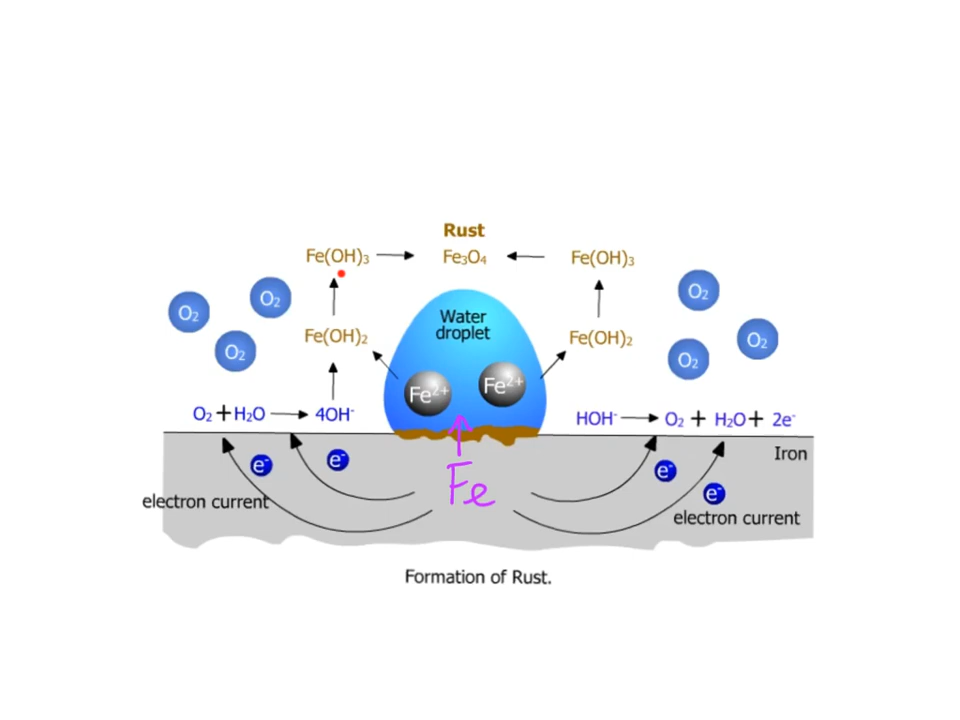 Rust
Fe(OH)₃ → Fe₃O₄ ← Fe(OH)₃
O₂ O₂ O₂ O₂
Water
droplet
Fe(OH)₂ Fe(OH)₂
O₂ O₂
Fe²⁺ Fe²⁺
O₂ + H₂O → 4OH⁻ HOH⁻ → O₂ + H₂O + 2e⁻
Iron
e⁻ e⁻ e⁻
Fe
e⁻
electron current
electron current
Formation of Rust.